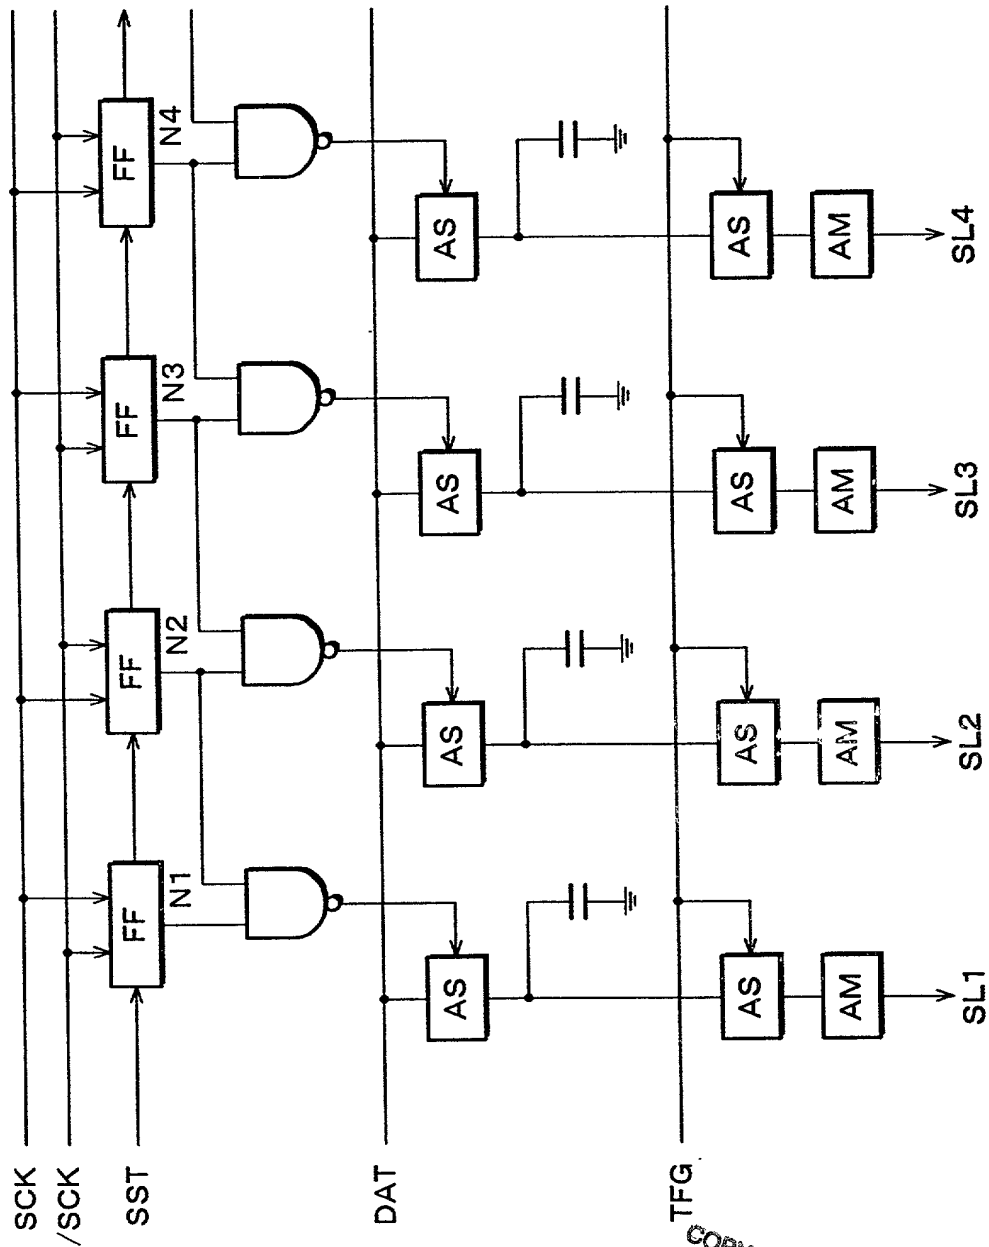 SCK
/SCK
SST
DAT
TFG
FF
FF
FF
FF
N1
N2
N3
N4
AS
AS
AS
AS
AS
AS
AS
AS
AM
AM
AM
AM
SL1
SL2
SL3
SL4